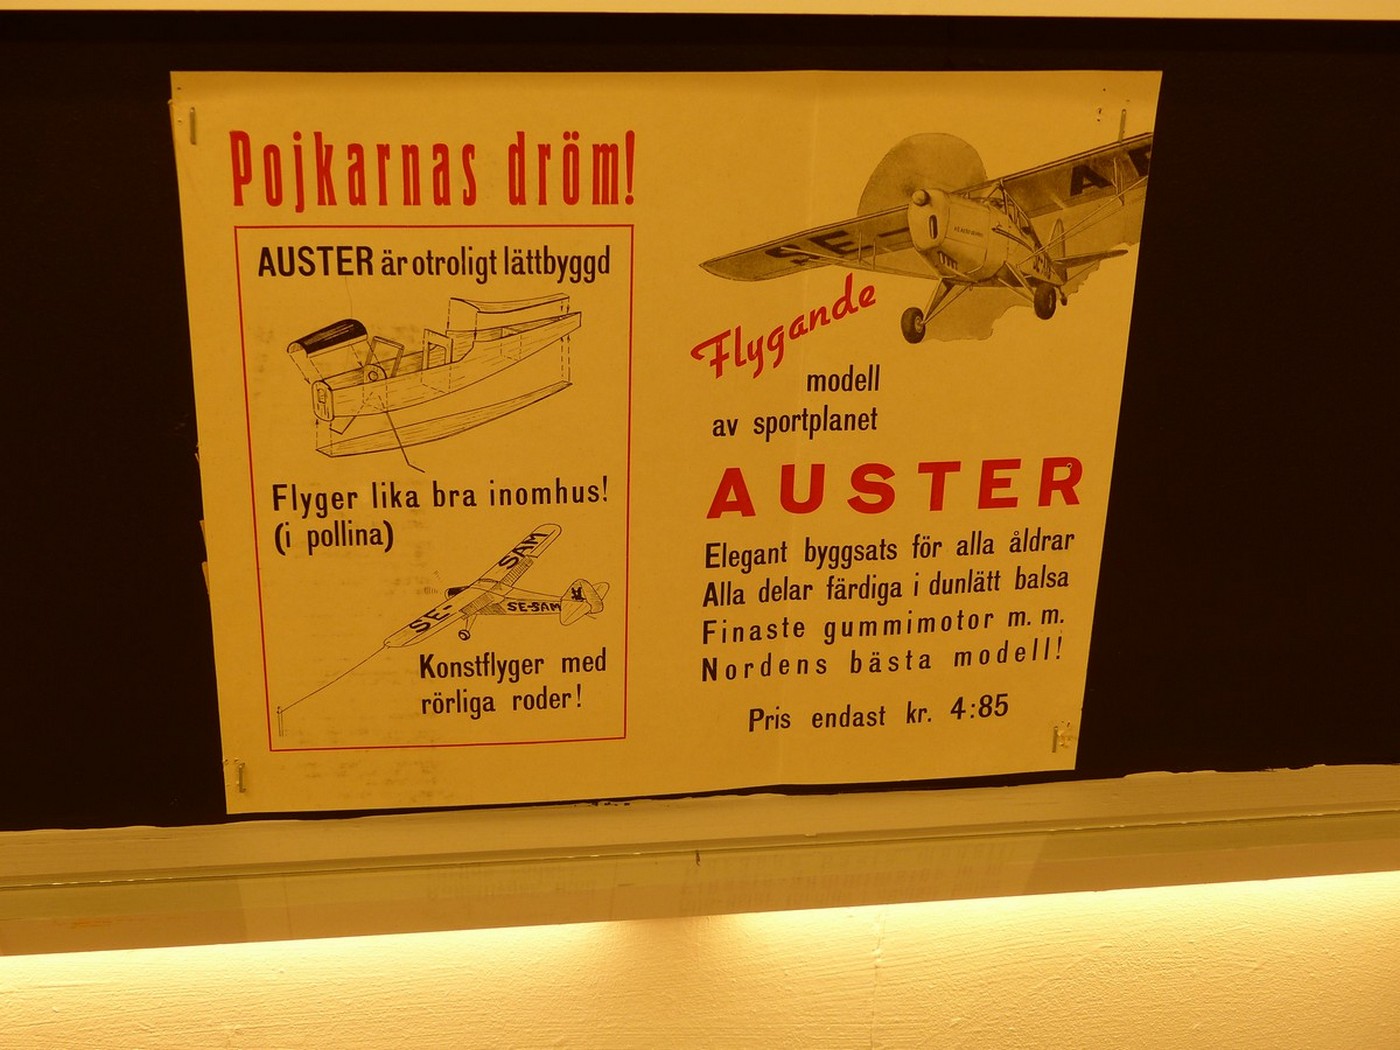 Pojkarnas dröm!
AUSTER är otroligt lättbyggd
Flyger lika bra inomhus!
(i pollina)
SE-SAM
SE-SAM
Konstflyger med
rörliga roder!
SE-
A
Flygande
modell
av sportplanet
AUSTER
Elegant byggsats för alla åldrar
Alla delar färdiga i dunlätt balsa
Finaste gummimotor m. m.
Nordens bästa modell!
Pris endast kr. 4:85